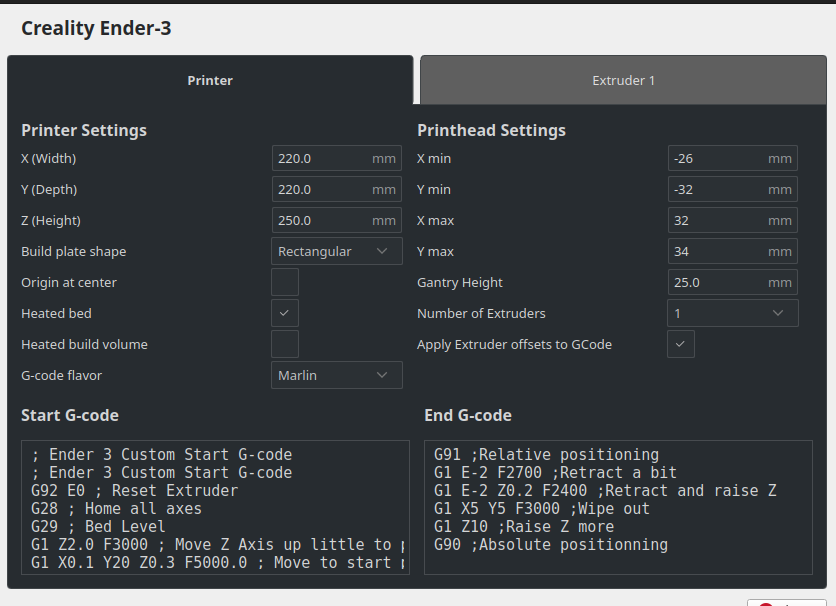 Creality Ender-3
Printer
Extruder 1
Printer Settings
X (Width)
220.0 mm
Y (Depth)
220.0 mm
Z (Height)
250.0 mm
Build plate shape
Rectangular
Origin at center
Heated bed
Heated build volume
G-code flavor
Marlin
Printhead Settings
X min
-26 mm
Y min
-32 mm
X max
32 mm
Y max
34 mm
Gantry Height
25.0 mm
Number of Extruders
1
Apply Extruder offsets to GCode
Start G-code
; Ender 3 Custom Start G-code
; Ender 3 Custom Start G-code
G92 E0 ; Reset Extruder
G28 ; Home all axes
G29 ; Bed Level
G1 Z2.0 F3000 ; Move Z Axis up little to
G1 X0.1 Y20 Z0.3 F5000.0 ; Move to start
End G-code
G91 ;Relative positioning
G1 E-2 F2700 ;Retract a bit
G1 E-2 Z0.2 F2400 ;Retract and raise Z
G1 X5 Y5 F3000 ;Wipe out
G1 Z10 ;Raise Z more
G90 ;Absolute positionning